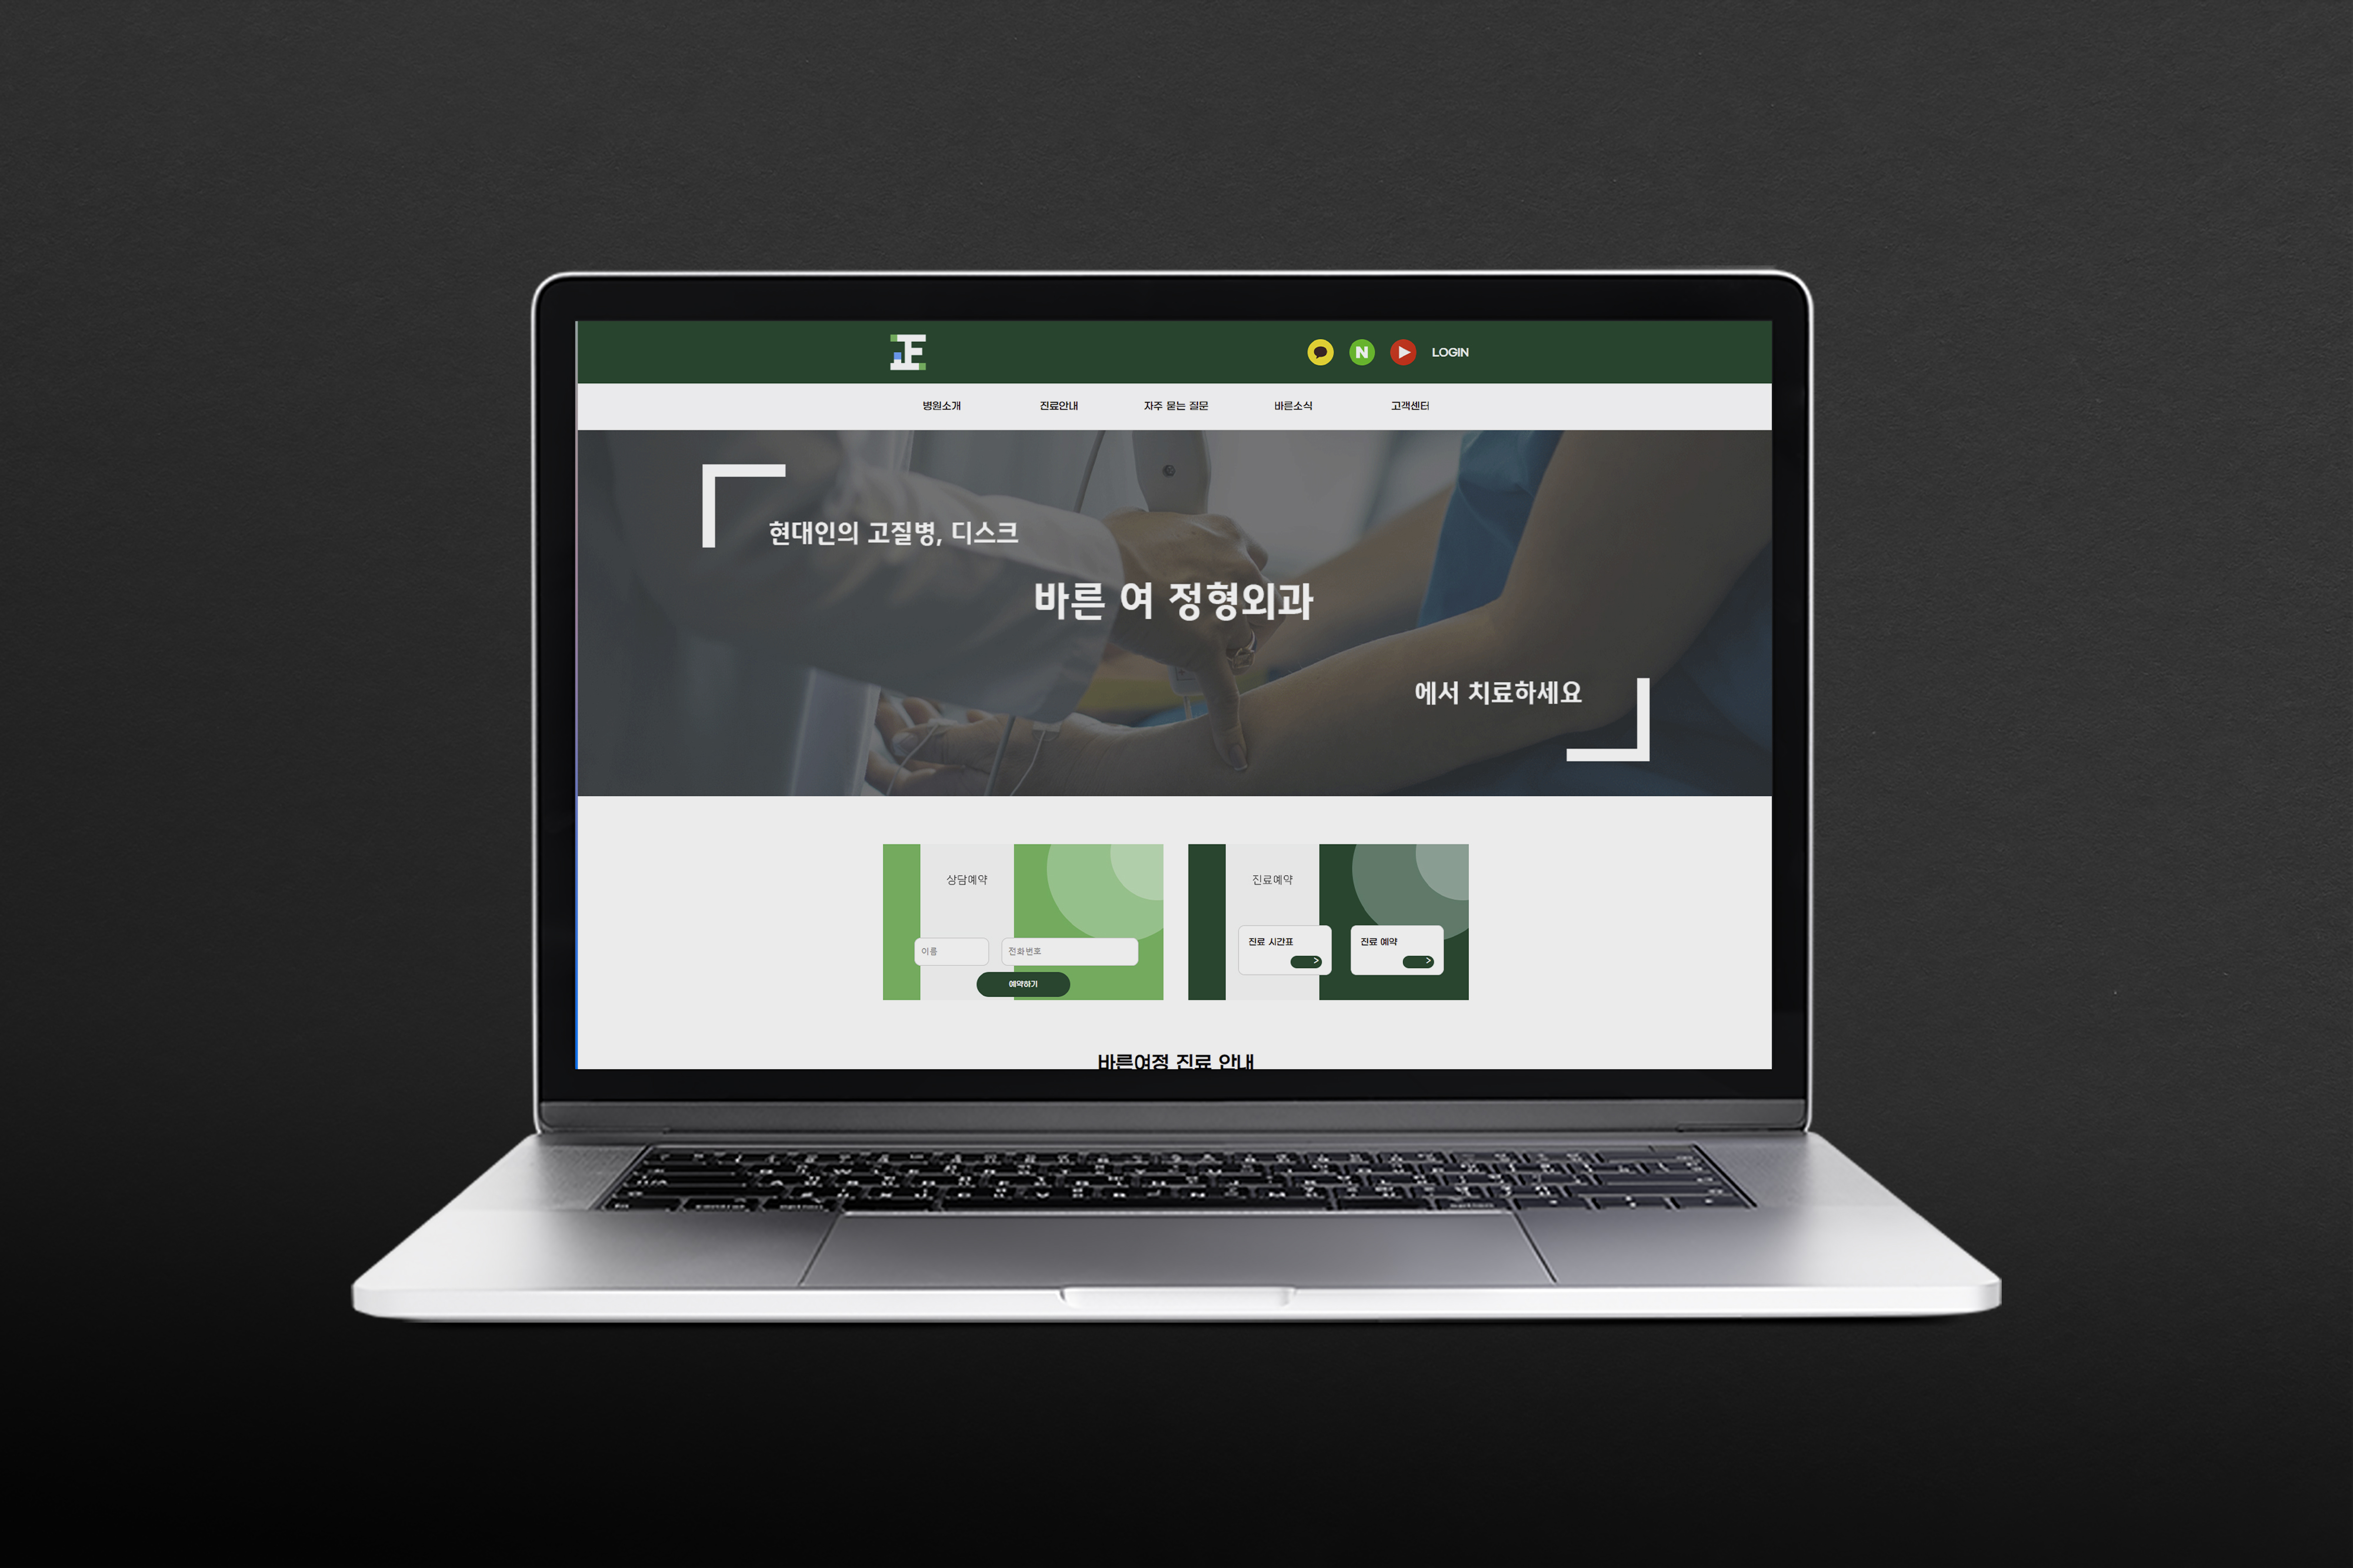 正
N
LOGIN
병원소개
진료안내
자주 묻는 질문
바른소식
고객센터
현대인의 고질병, 디스크
바른 여 정형외과
에서 치료하세요
상담예약
이름
전화번호
예약하기
진료예약
진료 시간표
>
진료 예약
>
바른여정 진료 안내